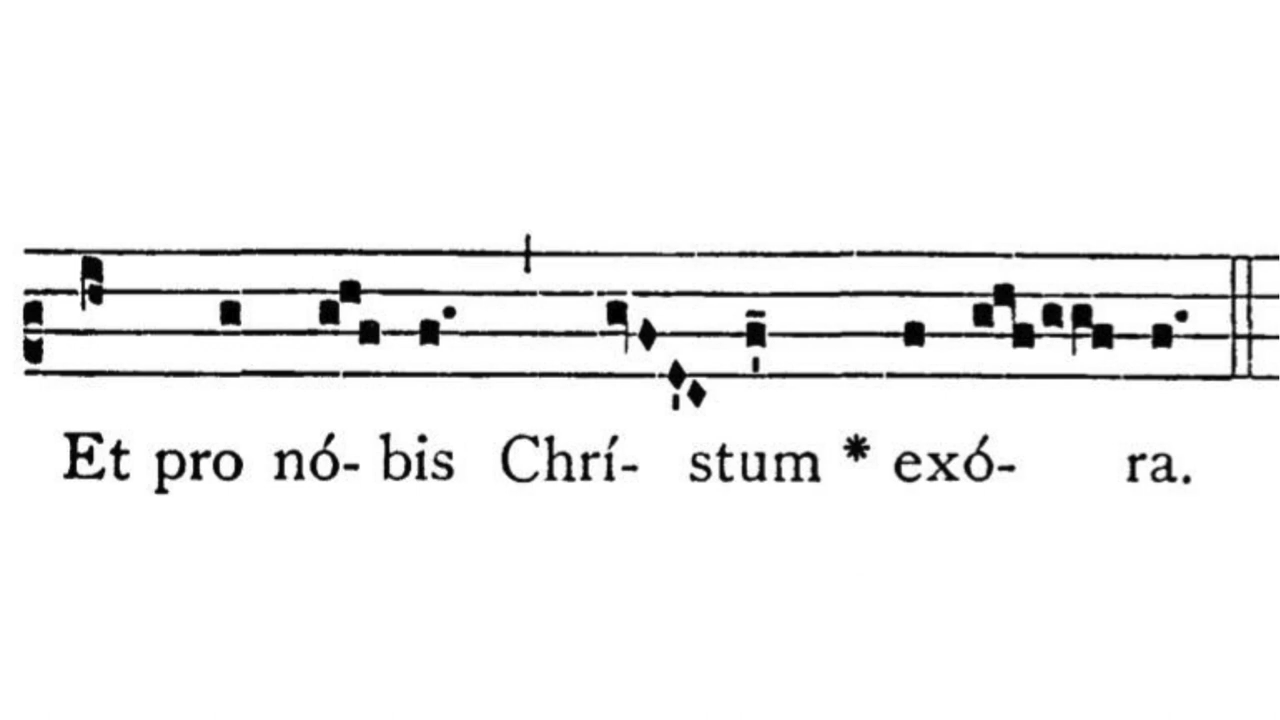 Et pro nó- bis Chrí- stum * exó- ra.